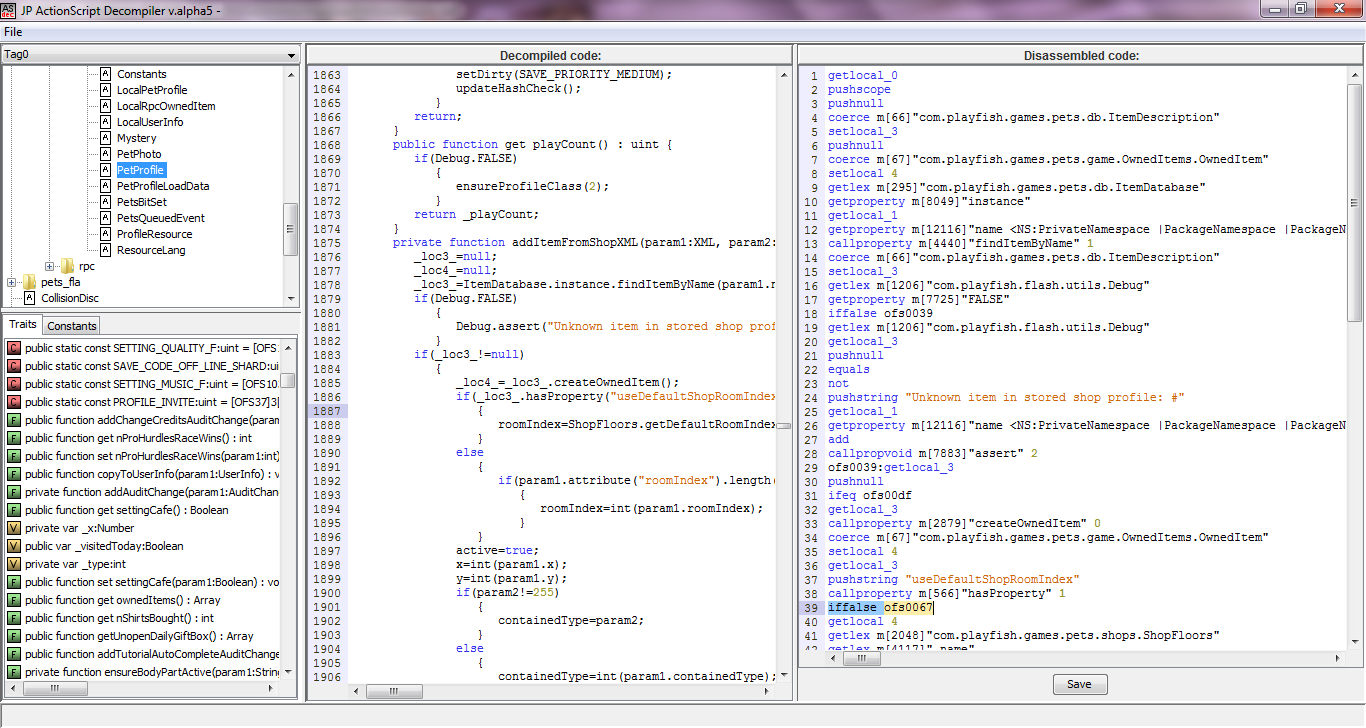 AS dec JP ActionScript Decompiler v.alpha5 -
File
Tag0
Constants
LocalPetProfile
LocalRpcOwnedItem
LocalUserInfo
Mystery
PetPhoto
PetProfile
PetProfileLoadData
PetsBitSet
PetsQueuedEvent
ProfileResource
ResourceLang
rpc
pets_fla
CollisionDisc
Traits Constants
public static const SETTING_QUALITY_F:uint = [OFS1
public static const SAVE_CODE_OFF_LINE_SHARD:ui
public static const SETTING_MUSIC_F:uint = [OFS10
public static const PROFILE_INVITE:uint = [OFS37]3[
public function addChangeCreditsAuditChange(param
public function get nProHurdlesRaceWins() : int
public function set nProHurdlesRaceWins(param1:int)
public function copyToUserInfo(param1:UserInfo) : v
private function addAuditChange(param1:AuditChan
public function get settingCafe() : Boolean
private var _x:Number
public var _visitedToday:Boolean
private var _type:int
public function set settingCafe(param1:Boolean) : vo
public function get ownedItems() : Array
public function get nShirtsBought() : int
public function getUnopenDailyGiftBox() : Array
public function addTutorialAutoCompleteAuditChange
private function ensureBodyPartActive(param1:String
Decompiled code:
1863 setDirty(SAVE_PRIORITY_MEDIUM);
1864 updateHashCheck();
1865 }
1866 return;
1867 }
1868 public function get playCount() : uint {
1869 if(Debug.FALSE)
1870 {
1871 ensureProfileClass(2);
1872 }
1873 return _playCount;
1874 }
1875 private function addItemFromShopXML(param1:XML, param2:
1876 _loc3_=null;
1877 _loc4_=null;
1878 _loc3_=ItemDatabase.instance.findItemByName(param1.n
1879 if(Debug.FALSE)
1880 {
1881 Debug.assert("Unknown item in stored shop prof
1882 }
1883 if(_loc3_!=null)
1884 {
1885 _loc4_=_loc3_.createOwnedItem();
1886 if(_loc3_.hasProperty("useDefaultShopRoomIndex
1887 {
1888 roomIndex=ShopFloors.getDefaultRoomIndex
1889 }
1890 else
1891 {
1892 if(param1.attribute("roomIndex").length(
1893 {
1894 roomIndex=int(param1.roomIndex);
1895 }
1896 }
1897 active=true;
1898 x=int(param1.x);
1899 y=int(param1.y);
1900 if(param2!=255)
1901 {
1902 containedType=param2;
1903 }
1904 else
1905 {
1906 containedType=int(param1.containedType);
Disassembled code:
1 getlocal_0
2 pushscope
3 pushnull
4 coerce m[66]"com.playfish.games.pets.db.ItemDescription"
5 setlocal_3
6 pushnull
7 coerce m[67]"com.playfish.games.pets.game.OwnedItems.OwnedItem"
8 setlocal 4
9 getlex m[295]"com.playfish.games.pets.db.ItemDatabase"
10 getproperty m[8049]"instance"
11 getlocal_1
12 getproperty m[12116]"name <NS:PrivateNamespace |PackageNamespace |PackageN
13 callproperty m[4440]"findItemByName" 1
14 coerce m[66]"com.playfish.games.pets.db.ItemDescription"
15 setlocal_3
16 getlex m[1206]"com.playfish.flash.utils.Debug"
17 getproperty m[7725]"FALSE"
18 iffalse ofs0039
19 getlex m[1206]"com.playfish.flash.utils.Debug"
20 getlocal_3
21 pushnull
22 equals
23 not
24 pushstring "Unknown item in stored shop profile: #"
25 getlocal_1
26 getproperty m[12116]"name <NS:PrivateNamespace |PackageNamespace |PackageN
27 add
28 callpropvoid m[7883]"assert" 2
29 ofs0039:getlocal_3
30 pushnull
31 ifeq ofs00df
32 getlocal_3
33 callproperty m[2879]"createOwnedItem" 0
34 coerce m[67]"com.playfish.games.pets.game.OwnedItems.OwnedItem"
35 setlocal 4
36 getlocal_3
37 pushstring "useDefaultShopRoomIndex"
38 callproperty m[566]"hasProperty" 1
39 iffalse ofs0067
40 getlocal 4
41 getlex m[2048]"com.playfish.games.pets.shops.ShopFloors"
42 getlex m[4117]"_name"
Save